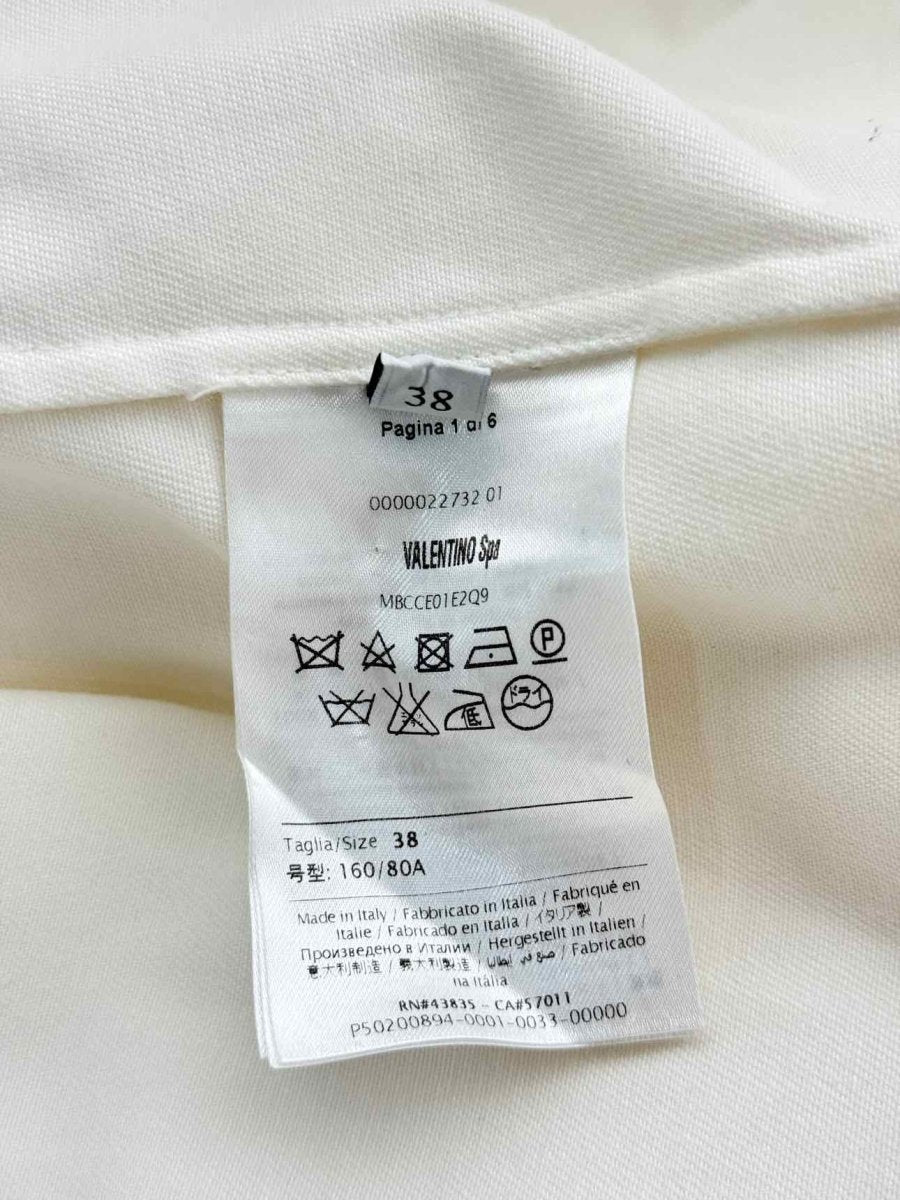 38
Pagina 1 di 6
0000022732 01
VALENTINO Spa
MBCCE01E2Q9
P
低 ドライ
Taglia/Size 38
号型: 160/80A
Made in Italy / Fabbricato in Italia / Fabriqué en
Italie / Fabricado en Italia / イタリア製 /
Произведено в Италии / Hergestellt in Italien /
意大利制造 / 義大利製造 / صنع في إيطاليا / Fabricado
na Itália
RN#43835 - CA#57011
P50200894-0001-0033-00000